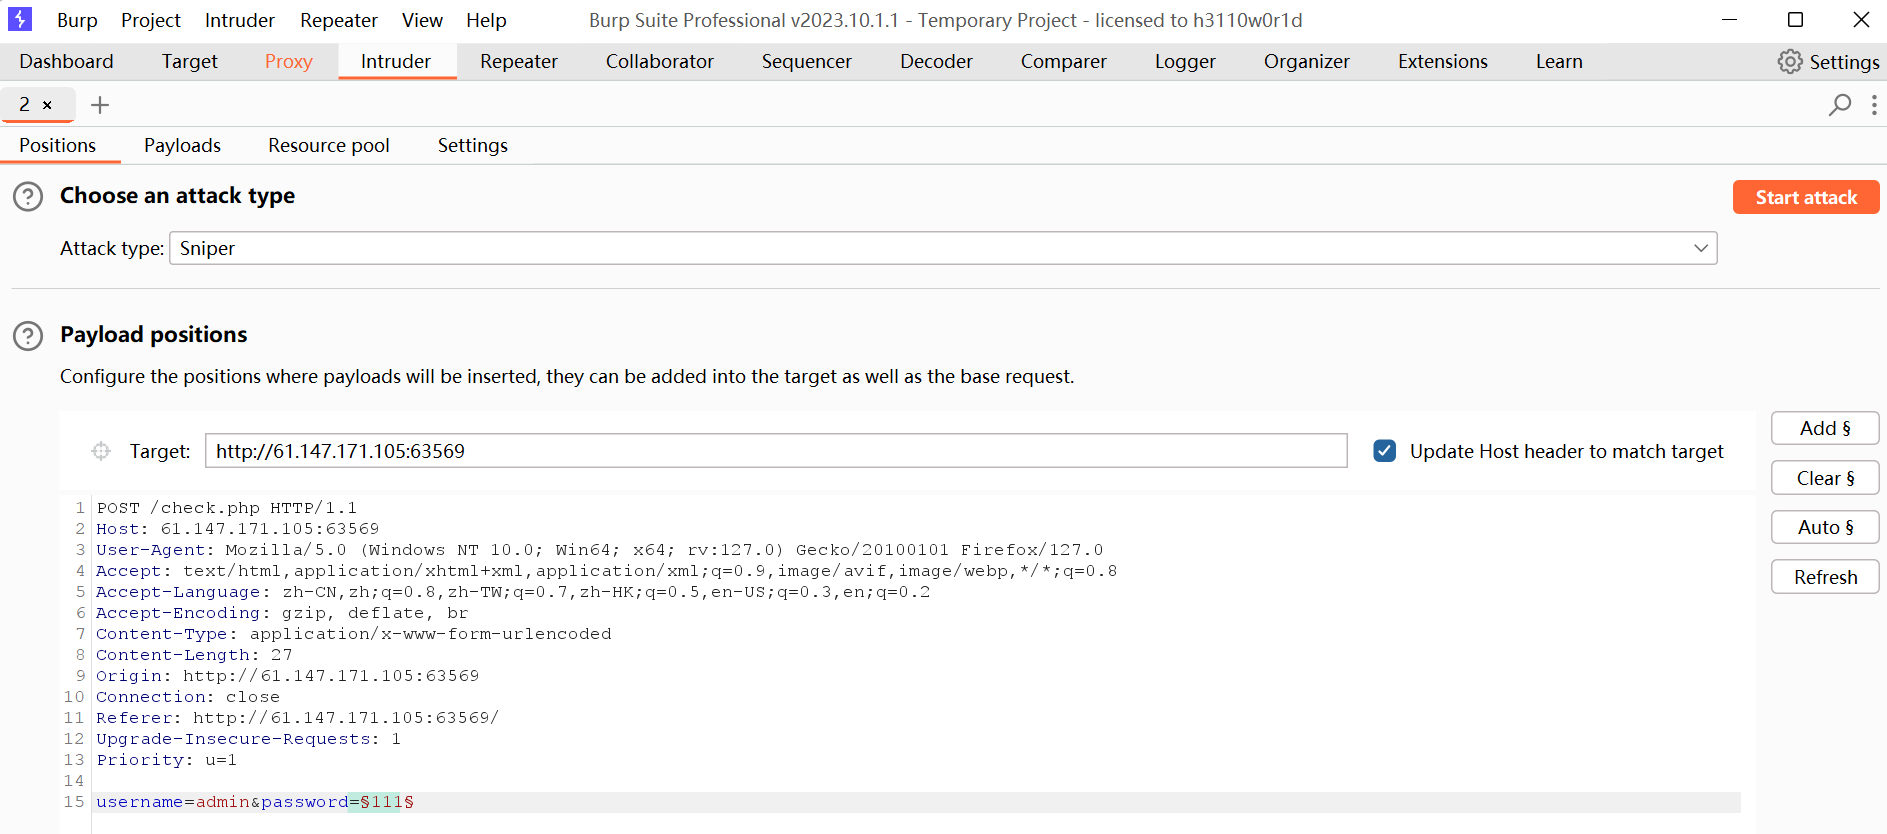 Burp Project Intruder Repeater View Help Burp Suite Professional v2023.10.1.1 - Temporary Project - licensed to h3110w0r1d
Dashboard Target Proxy Intruder Repeater Collaborator Sequencer Decoder Comparer Logger Organizer Extensions Learn Settings
2 × +
Positions Payloads Resource pool Settings
? Choose an attack type Start attack
Attack type: Sniper
? Payload positions
Configure the positions where payloads will be inserted, they can be added into the target as well as the base request.
Target: http://61.147.171.105:63569 Update Host header to match target
Add §
Clear §
Auto §
Refresh
1 POST /check.php HTTP/1.1
2 Host: 61.147.171.105:63569
3 User-Agent: Mozilla/5.0 (Windows NT 10.0; Win64; x64; rv:127.0) Gecko/20100101 Firefox/127.0
4 Accept: text/html,application/xhtml+xml,application/xml;q=0.9,image/avif,image/webp,*/*;q=0.8
5 Accept-Language: zh-CN,zh;q=0.8,zh-TW;q=0.7,zh-HK;q=0.5,en-US;q=0.3,en;q=0.2
6 Accept-Encoding: gzip, deflate, br
7 Content-Type: application/x-www-form-urlencoded
8 Content-Length: 27
9 Origin: http://61.147.171.105:63569
10 Connection: close
11 Referer: http://61.147.171.105:63569/
12 Upgrade-Insecure-Requests: 1
13 Priority: u=1
14
15 username=admin&password=§111§